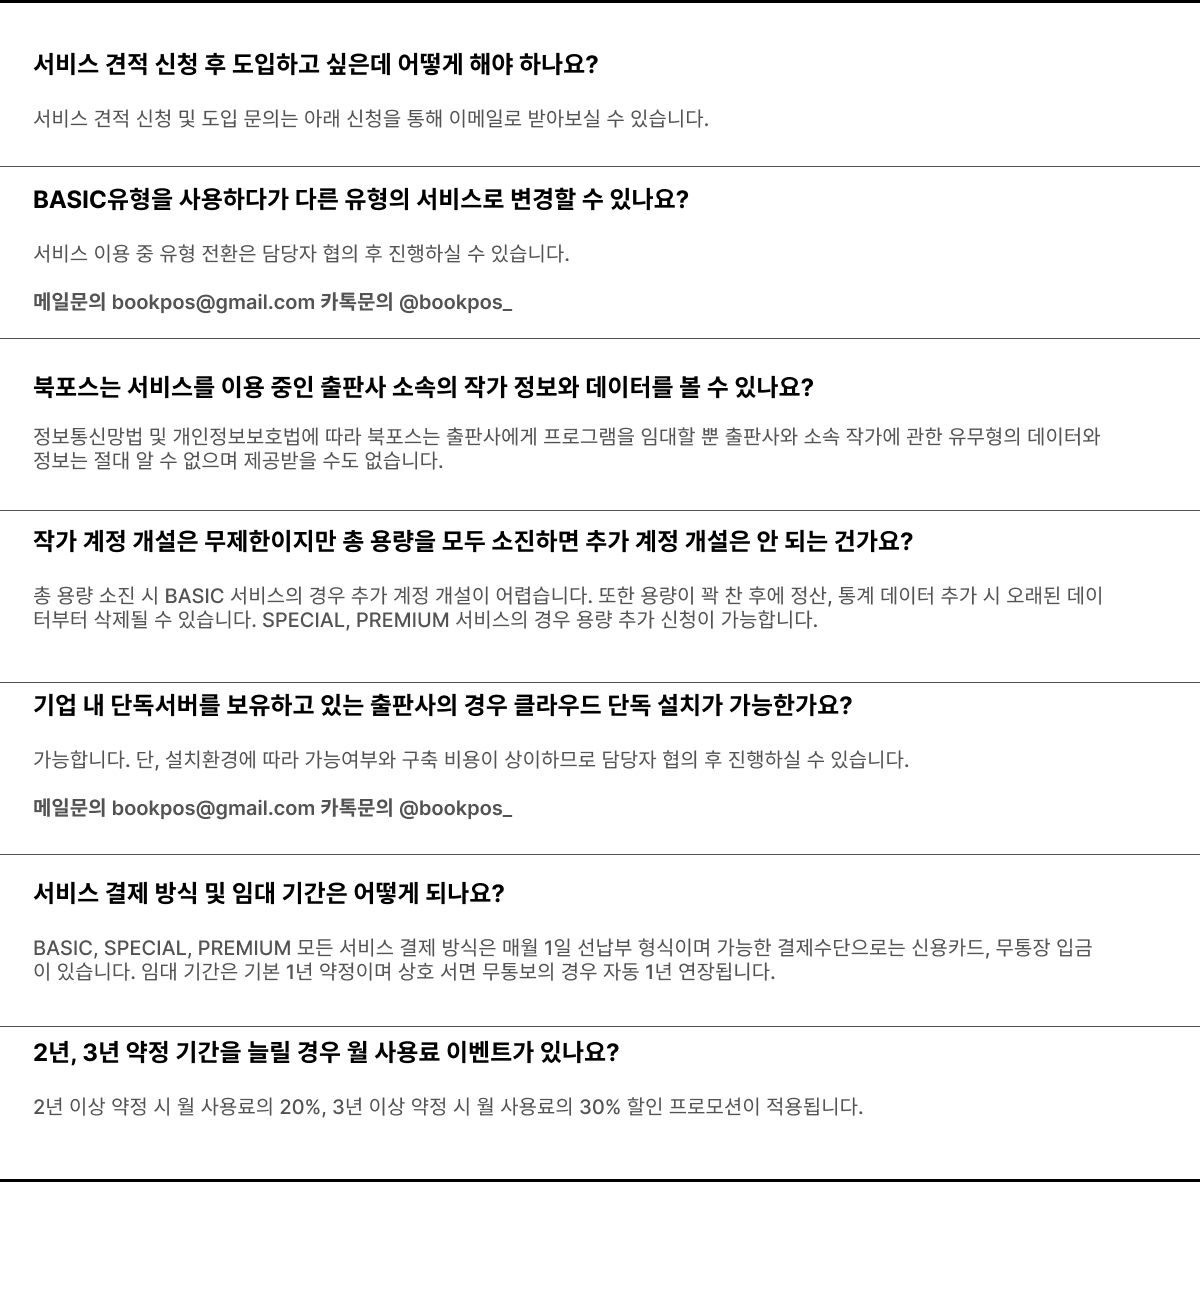 서비스 견적 신청 후 도입하고 싶은데 어떻게 해야 하나요?
서비스 견적 신청 및 도입 문의는 아래 신청을 통해 이메일로 받아보실 수 있습니다.
BASIC유형을 사용하다가 다른 유형의 서비스로 변경할 수 있나요?
서비스 이용 중 유형 전환은 담당자 협의 후 진행하실 수 있습니다.
메일문의 bookpos@gmail.com 카톡문의 @bookpos_
북포스는 서비스를 이용 중인 출판사 소속의 작가 정보와 데이터를 볼 수 있나요?
정보통신망법 및 개인정보보호법에 따라 북포스는 출판사에게 프로그램을 임대할 뿐 출판사와 소속 작가에 관한 유무형의 데이터와
정보는 절대 알 수 없으며 제공받을 수도 없습니다.
작가 계정 개설은 무제한이지만 총 용량을 모두 소진하면 추가 계정 개설은 안 되는 건가요?
총 용량 소진 시 BASIC 서비스의 경우 추가 계정 개설이 어렵습니다. 또한 용량이 꽉 찬 후에 정산, 통계 데이터 추가 시 오래된 데이
터부터 삭제될 수 있습니다. SPECIAL, PREMIUM 서비스의 경우 용량 추가 신청이 가능합니다.
기업 내 단독서버를 보유하고 있는 출판사의 경우 클라우드 단독 설치가 가능한가요?
가능합니다. 단, 설치환경에 따라 가능여부와 구축 비용이 상이하므로 담당자 협의 후 진행하실 수 있습니다.
메일문의 bookpos@gmail.com 카톡문의 @bookpos_
서비스 결제 방식 및 임대 기간은 어떻게 되나요?
BASIC, SPECIAL, PREMIUM 모든 서비스 결제 방식은 매월 1일 선납부 형식이며 가능한 결제수단으로는 신용카드, 무통장 입금
이 있습니다. 임대 기간은 기본 1년 약정이며 상호 서면 무통보의 경우 자동 1년 연장됩니다.
2년, 3년 약정 기간을 늘릴 경우 월 사용료 이벤트가 있나요?
2년 이상 약정 시 월 사용료의 20%, 3년 이상 약정 시 월 사용료의 30% 할인 프로모션이 적용됩니다.